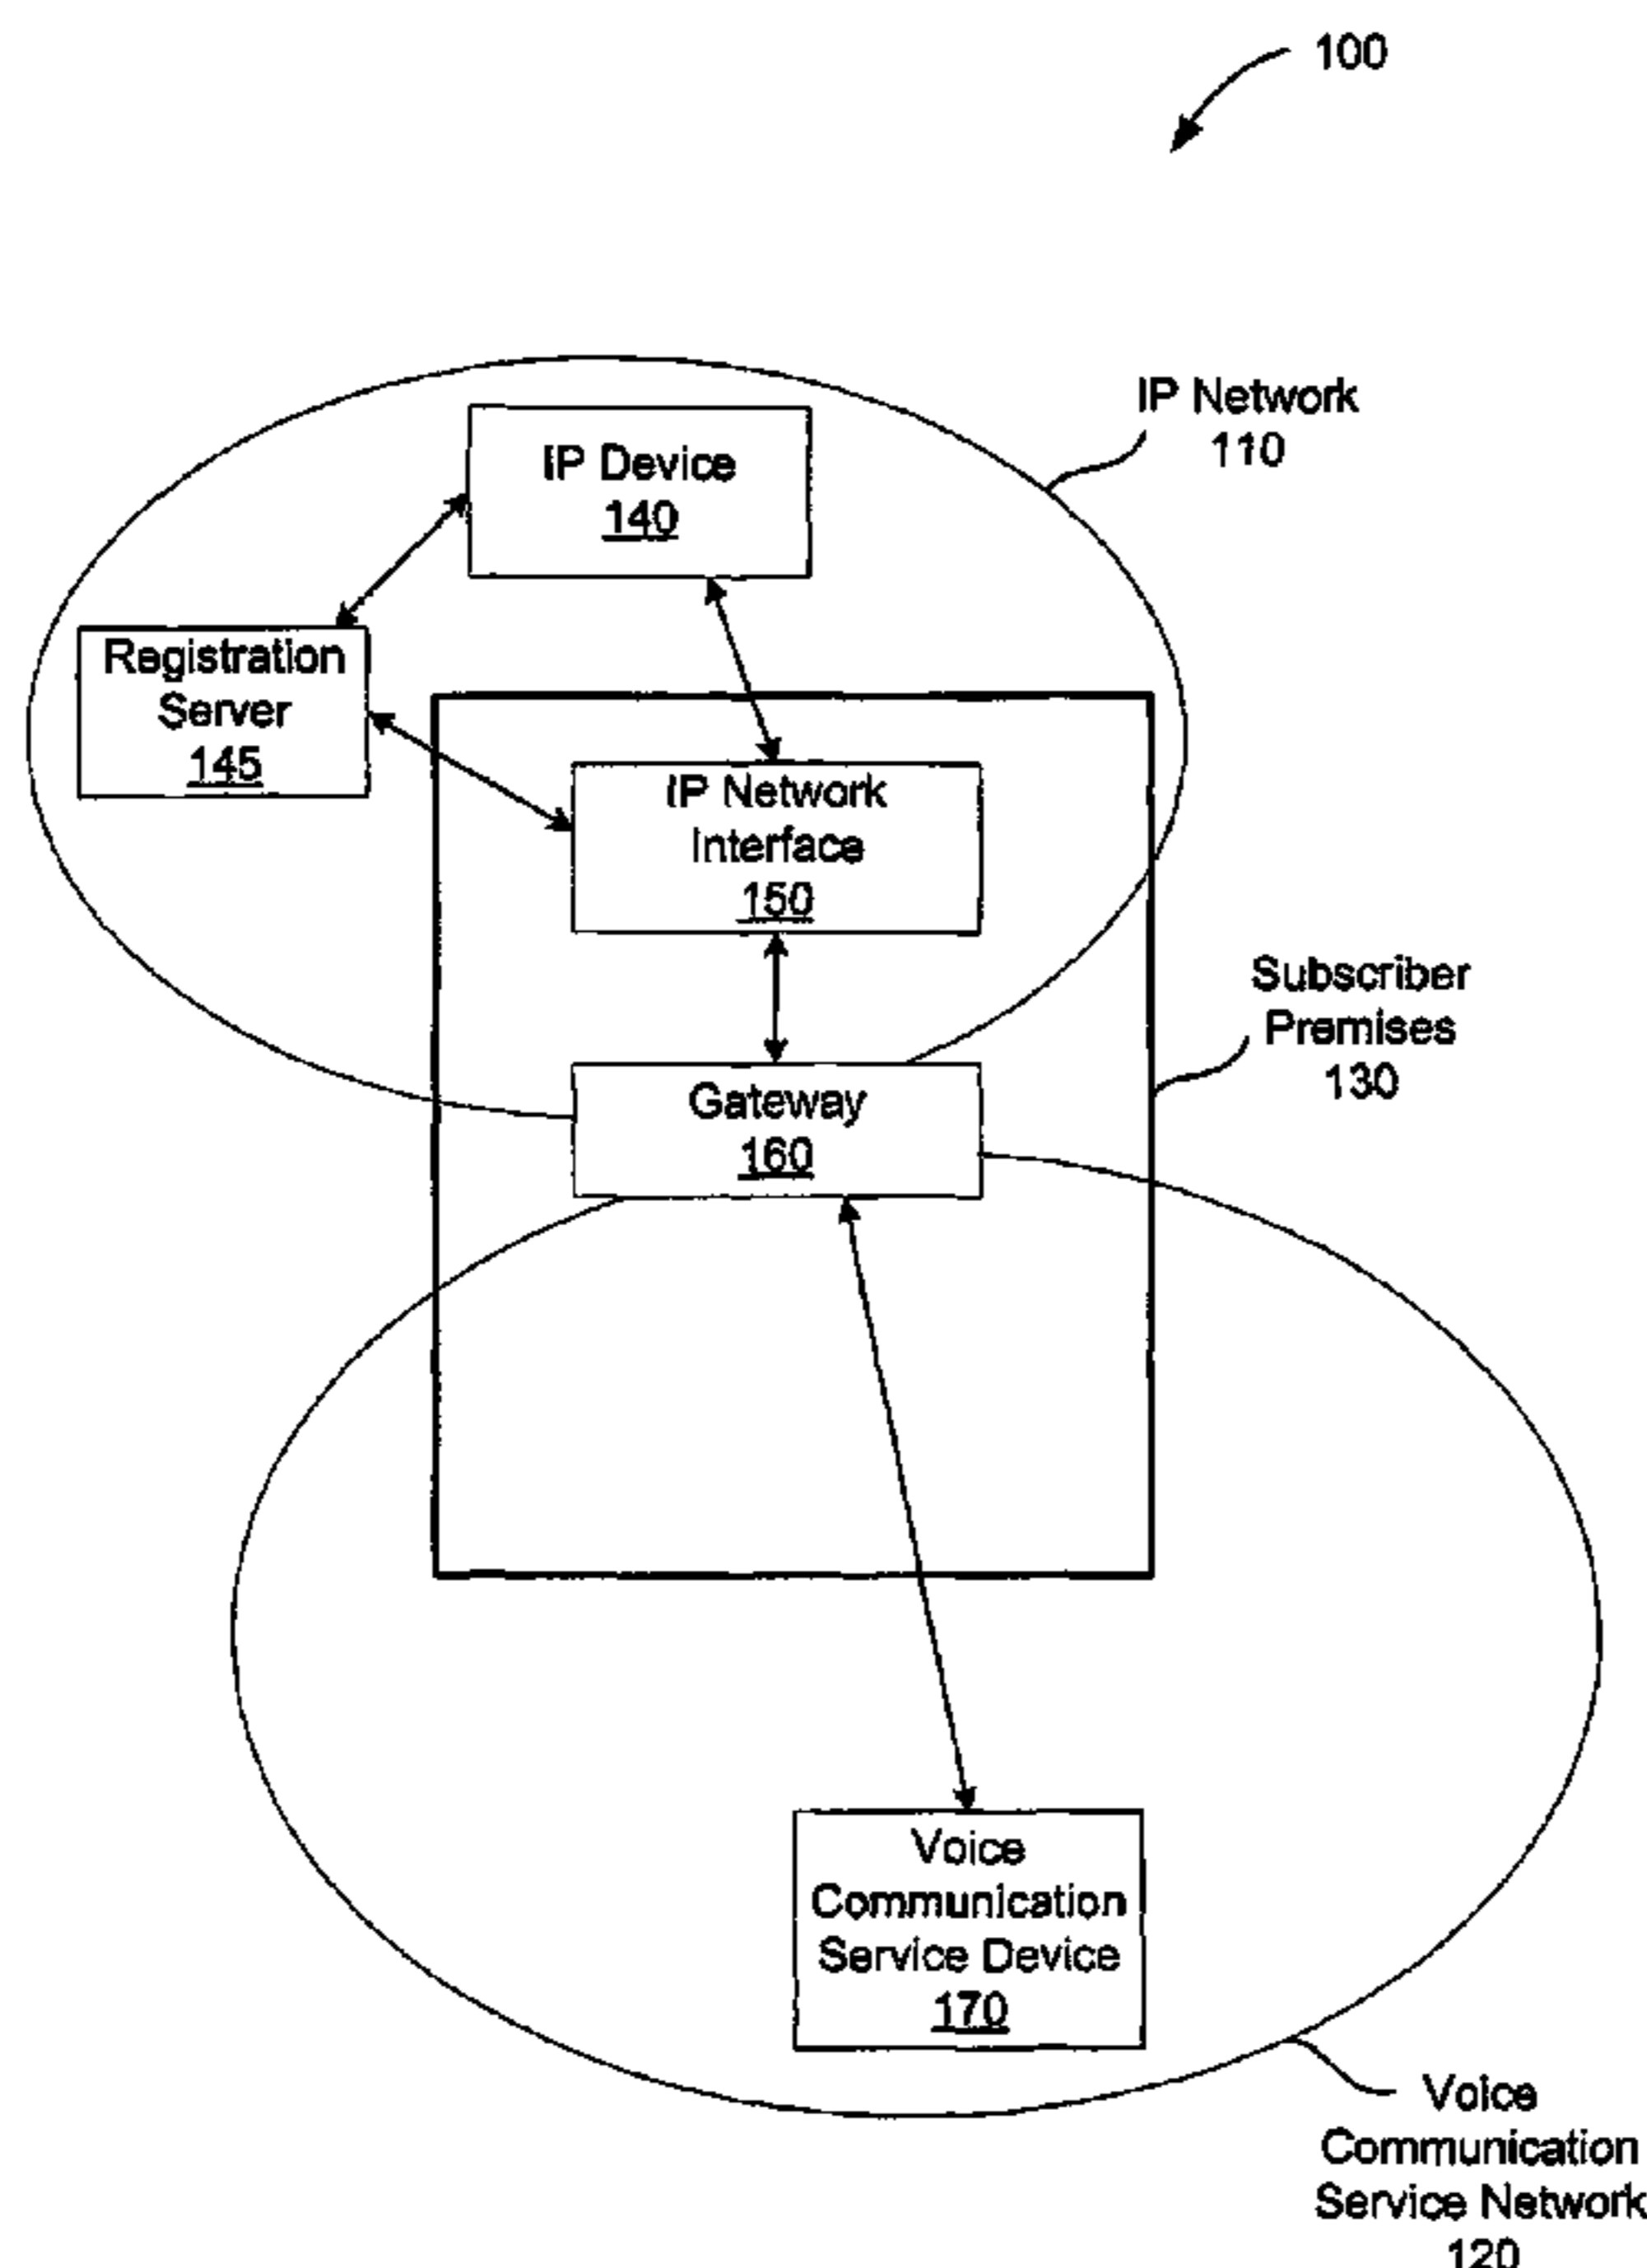 100
IP Network
110
IP Device
140
Registration
Server
145
IP Network
Interface
150
Subscriber
Premises
130
Gateway
160
Voice
Communication
Service Device
170
Voice
Communication
Service Network
120